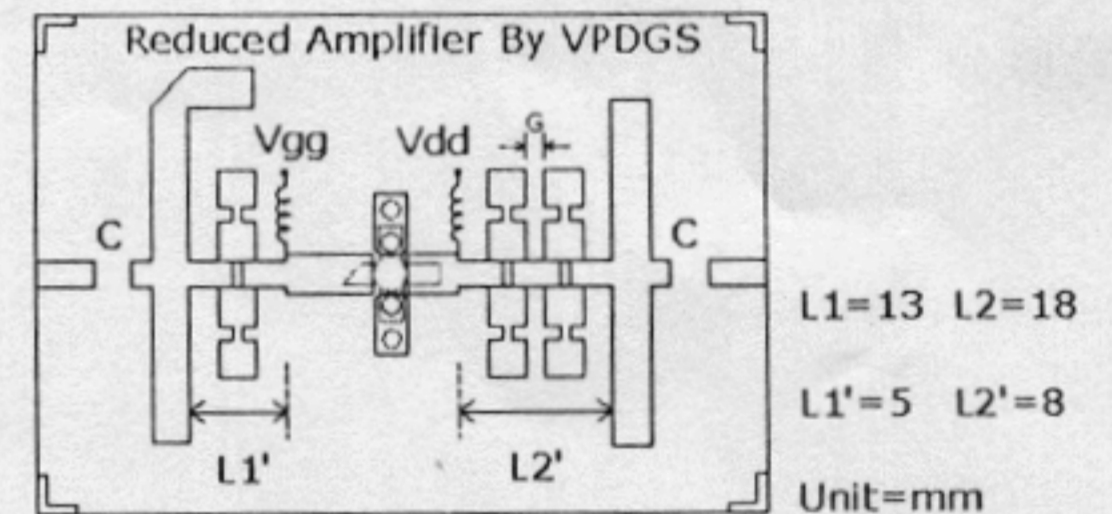 Reduced Amplifier By VPDGS
Vgg Vdd G
C C
L1=13 L2=18
L1'=5 L2'=8
L1' L2'
Unit=mm